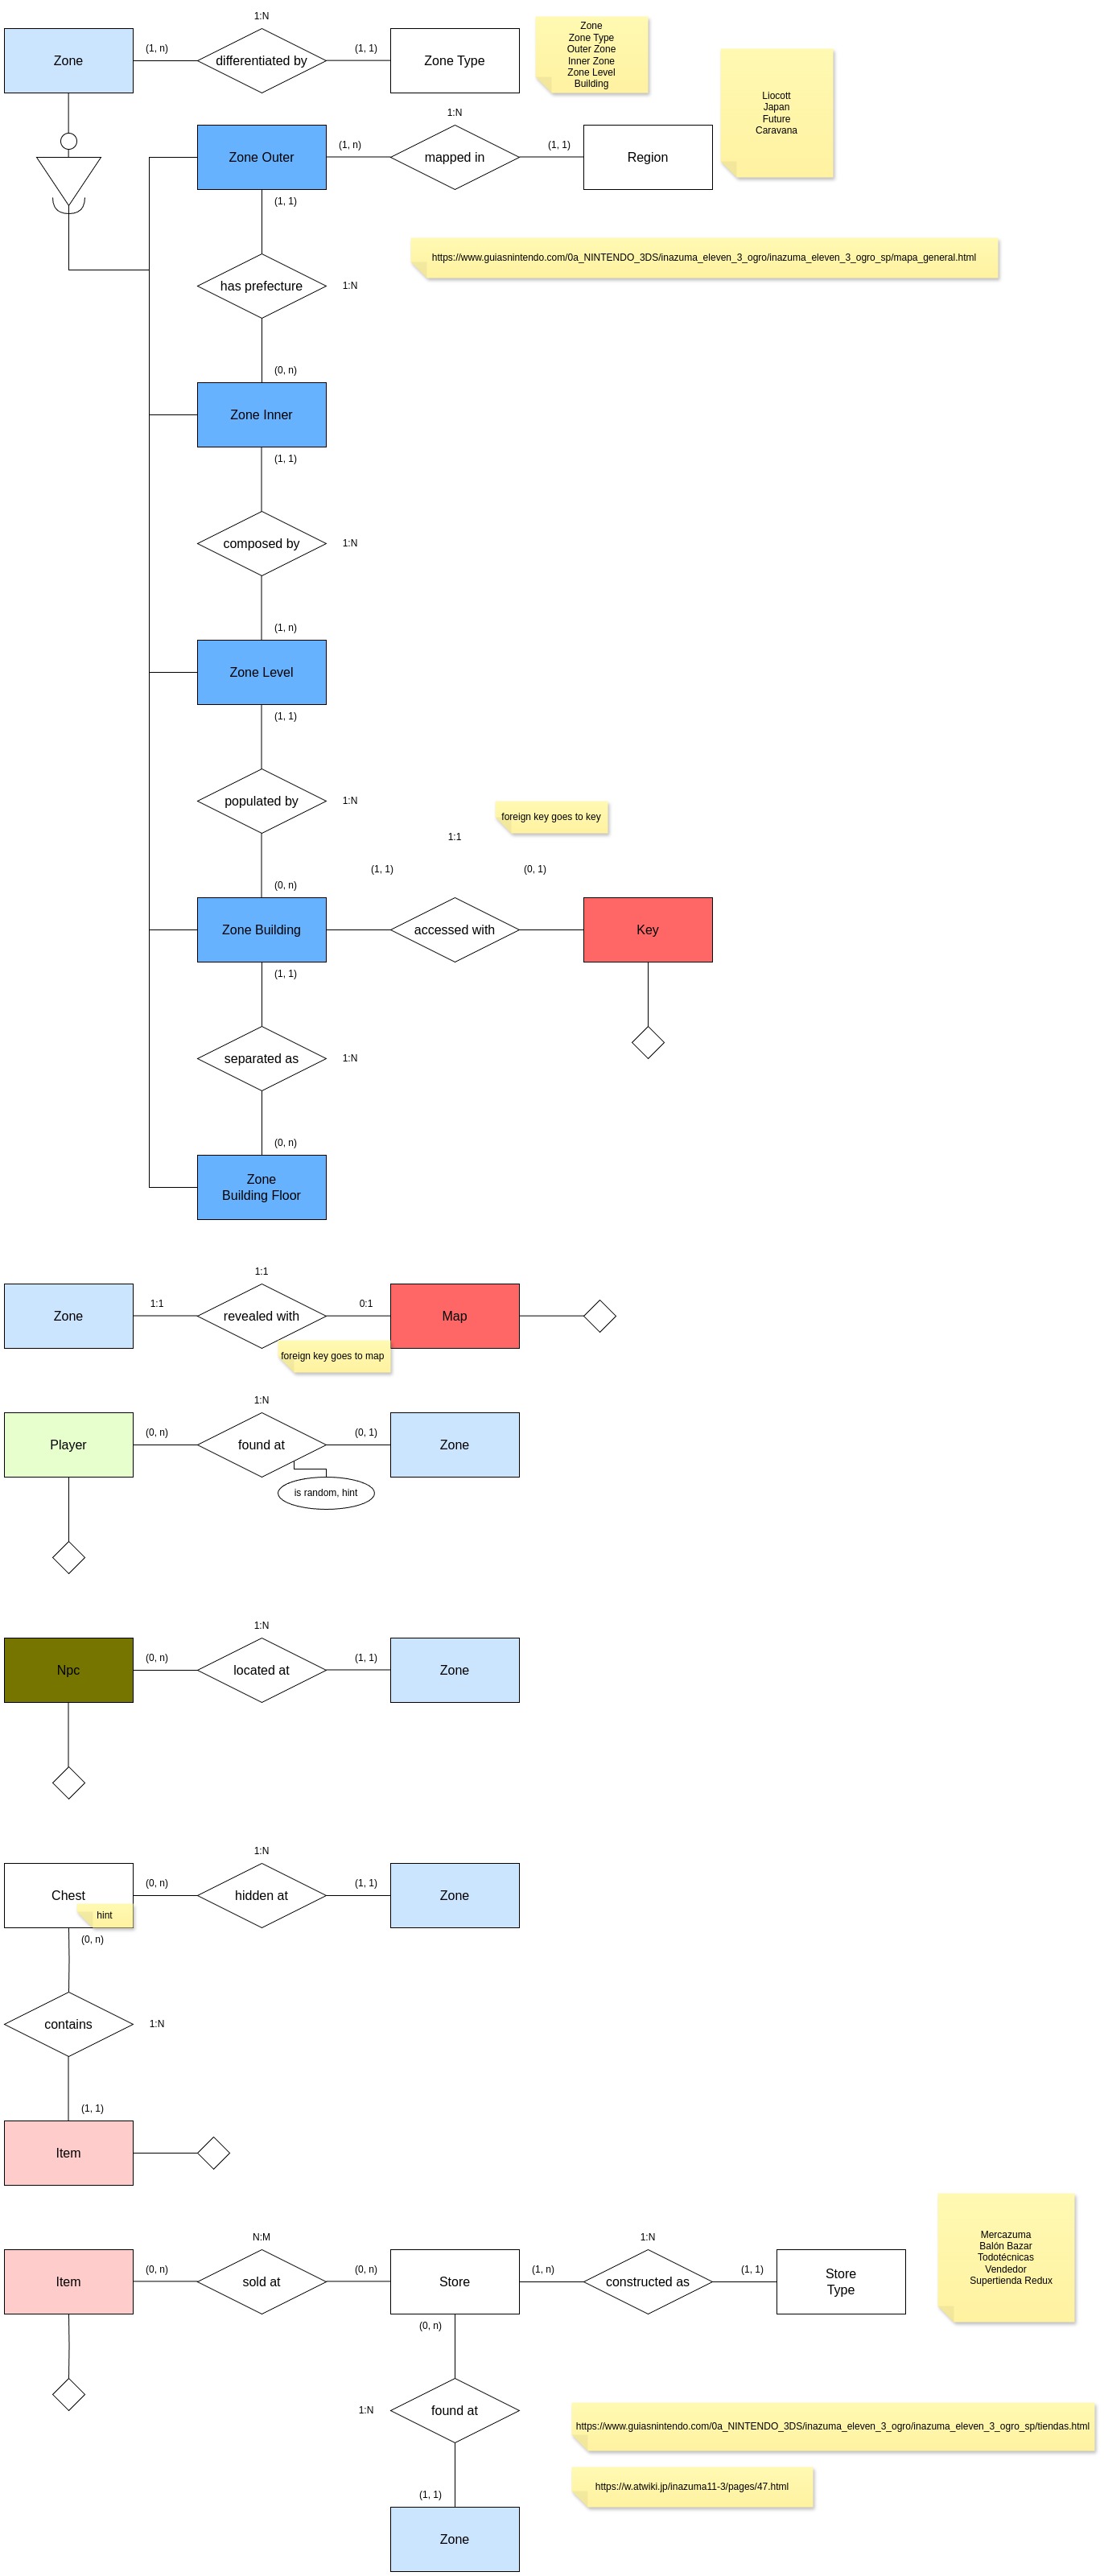 1:N
Zone
(1, n)
differentiated by
(1, 1)
Zone Type
Zone
Zone Type
Outer Zone
Inner Zone
Zone Level
Building
Liocott
Japan
Future
Caravana
1:N
Zone Outer
(1, n)
mapped in
(1, 1)
Region
(1, 1)
https://www.guiasnintendo.com/0a_NINTENDO_3DS/inazuma_eleven_3_ogro/inazuma_eleven_3_ogro_sp/mapa_general.html
has prefecture
1:N
(0, n)
Zone Inner
(1, 1)
composed by
1:N
(1, n)
Zone Level
(1, 1)
populated by
1:N
foreign key goes to key
1:1
(1, 1)
(0, 1)
(0, n)
Zone Building
accessed with
Key
(1, 1)
separated as
1:N
(0, n)
Zone
Building Floor
1:1
Zone
1:1
revealed with
0:1
Map
foreign key goes to map
1:N
Player
(0, n)
found at
(0, 1)
Zone
is random, hint
1:N
Npc
(0, n)
located at
(1, 1)
Zone
1:N
Chest
(0, n)
hidden at
(1, 1)
Zone
hint
(0, n)
contains
1:N
(1, 1)
Item
N:M
Item
(0, n)
sold at
(0, n)
Store
(1, n)
1:N
constructed as
(1, 1)
Store
Type
Mercazuma
Balón Bazar
Todotécnicas
Vendedor
Supertienda Redux
(0, n)
1:N
found at
https://www.guiasnintendo.com/0a_NINTENDO_3DS/inazuma_eleven_3_ogro/inazuma_eleven_3_ogro_sp/tiendas.html
https://w.atwiki.jp/inazuma11-3/pages/47.html
(1, 1)
Zone